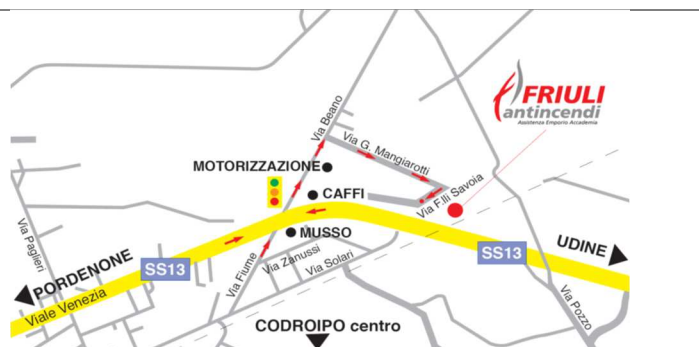 FRIULI
antincendi
Assistenza Emporio Accademia
Via Beano
Via G. Mangiarotti
MOTORIZZAZIONE
CAFFI
Via F.lli Savoia
MUSSO
Via Paglieri
Via Fiume
Via Zanussi
Via Solari
SS13
UDINE
PORDENONE
SS13
Viale Venezia
Via Pozzo
CODROIPO centro